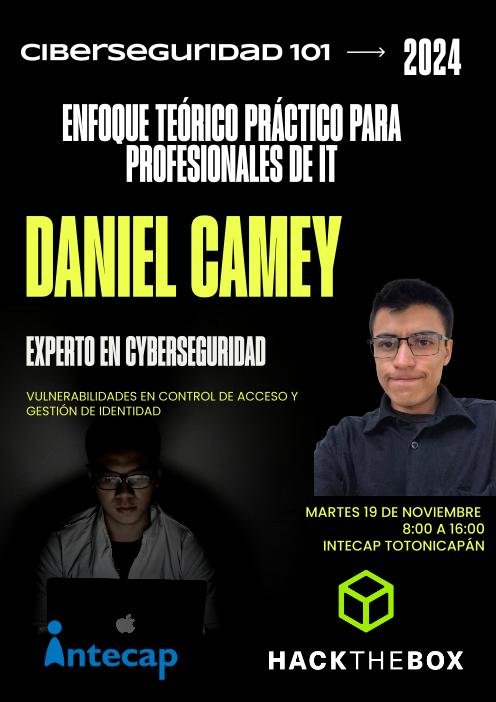 CIBERSEGURIDAD 101 → 2024
ENFOQUE TEÓRICO PRÁCTICO PARA
PROFESIONALES DE IT
DANIEL CAMEY
EXPERTO EN CYBERSEGURIDAD
VULNERABILIDADES EN CONTROL DE ACCESO Y
GESTIÓN DE IDENTIDAD
MARTES 19 DE NOVIEMBRE
8:00 A 16:00
INTECAP TOTONICAPÁN
intecap
HACKTHEBOX